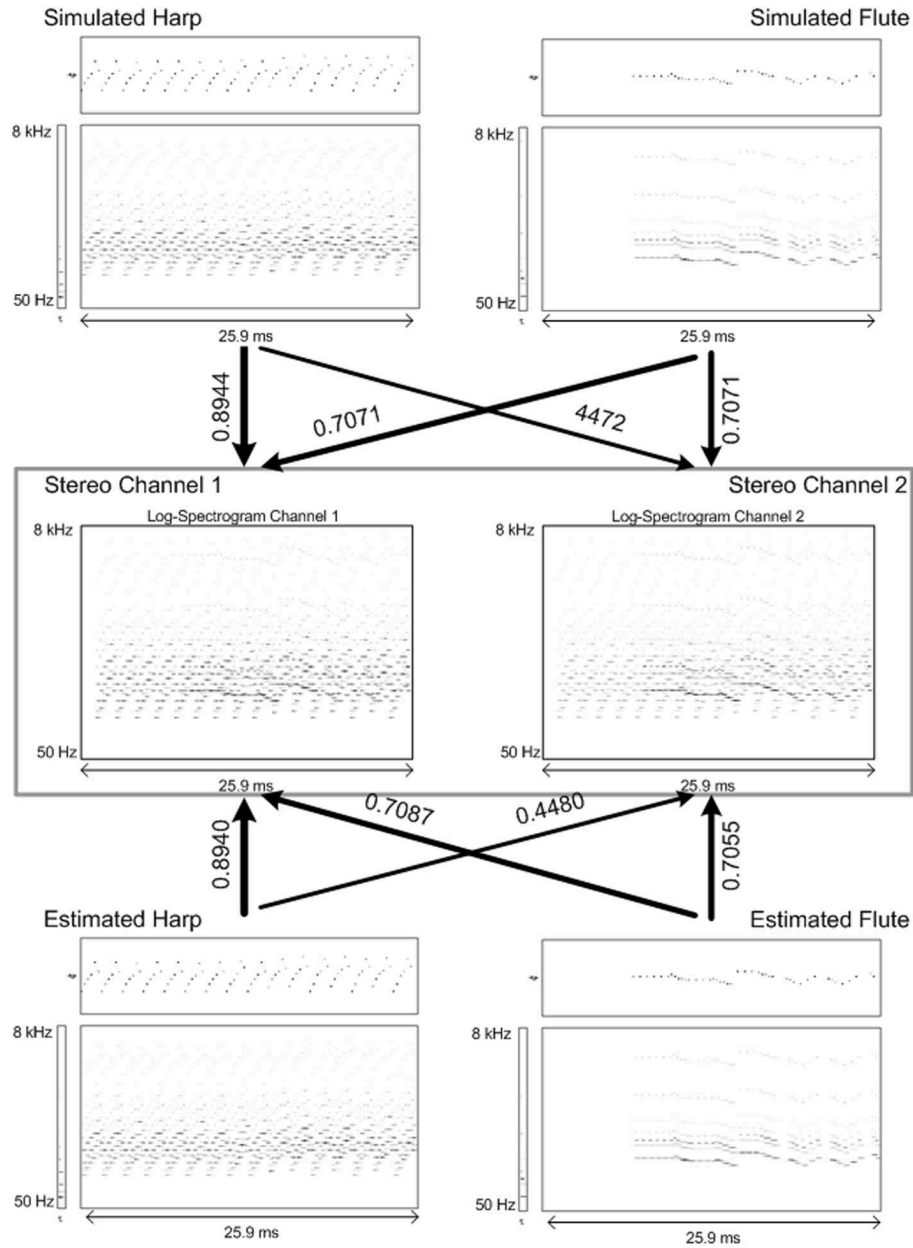 Simulated Harp
Simulated Flute
8 kHz
50 Hz
τ
25.9 ms
8 kHz
50 Hz
τ
25.9 ms
0.8944
0.7071
4472
0.7071
Stereo Channel 1
Stereo Channel 2
Log-Spectrogram Channel 1
8 kHz
50 Hz
25.9 ms
Log-Spectrogram Channel 2
8 kHz
50 Hz
25.9 ms
0.8940
0.7087
0.4480
0.7055
Estimated Harp
Estimated Flute
8 kHz
50 Hz
τ
25.9 ms
8 kHz
50 Hz
τ
25.9 ms